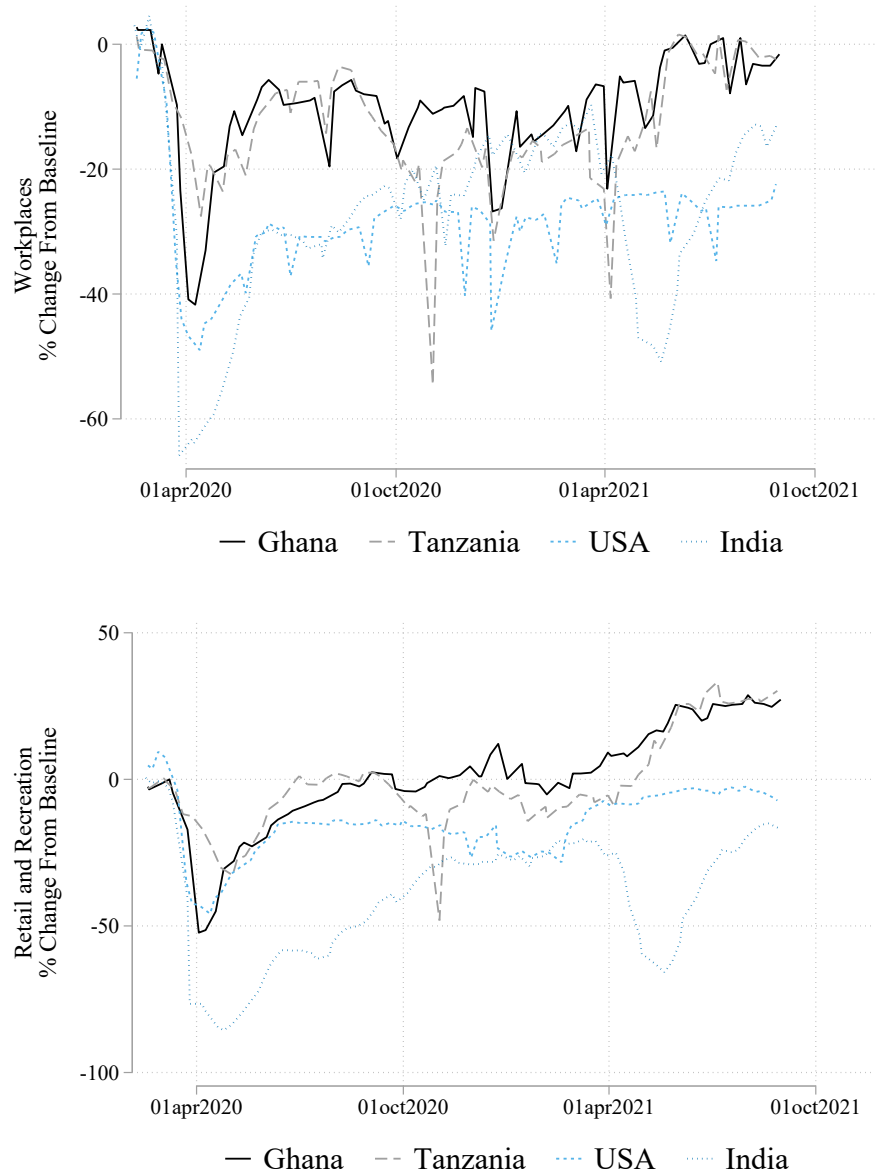 Workplaces
% Change From Baseline
0
-20
-40
-60
01apr2020 01oct2020 01apr2021 01oct2021
Ghana Tanzania USA India
Retail and Recreation
% Change From Baseline
50
0
-50
-100
01apr2020 01oct2020 01apr2021 01oct2021
Ghana Tanzania USA India